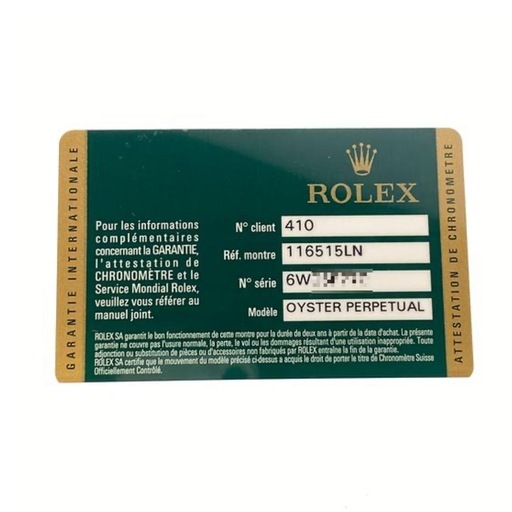 GARANTIE INTERNATIONALE
ROLEX
Pour les informations
complémentaires
concernant la GARANTIE,
l'attestation de
CHRONOMÈTRE et le
Service Mondial Rolex,
veuillez vous référer au
manuel joint.
N° client 410
Réf. montre 116515LN
N° série 6W
Modèle OYSTER PERPETUAL
ROLEX SA garantit le bon fonctionnement de cette montre pour la durée de deux ans à partir de la date d'achat. La présente
garantie ne couvre pas l'usure normale, la perte, le vol ou les dommages résultant d'une utilisation inappropriée. Toute
adjonction ou substitution de pièces ou d'accessoires non fabriqués par ROLEX entraîne la fin de la garantie.
ROLEX SA certifie que le mouvement du modèle précisé ci-dessus a acquis le droit de porter le titre de Chronomètre Suisse
Officiellement Contrôlé.
ATTESTATION DE CHRONOMETRE